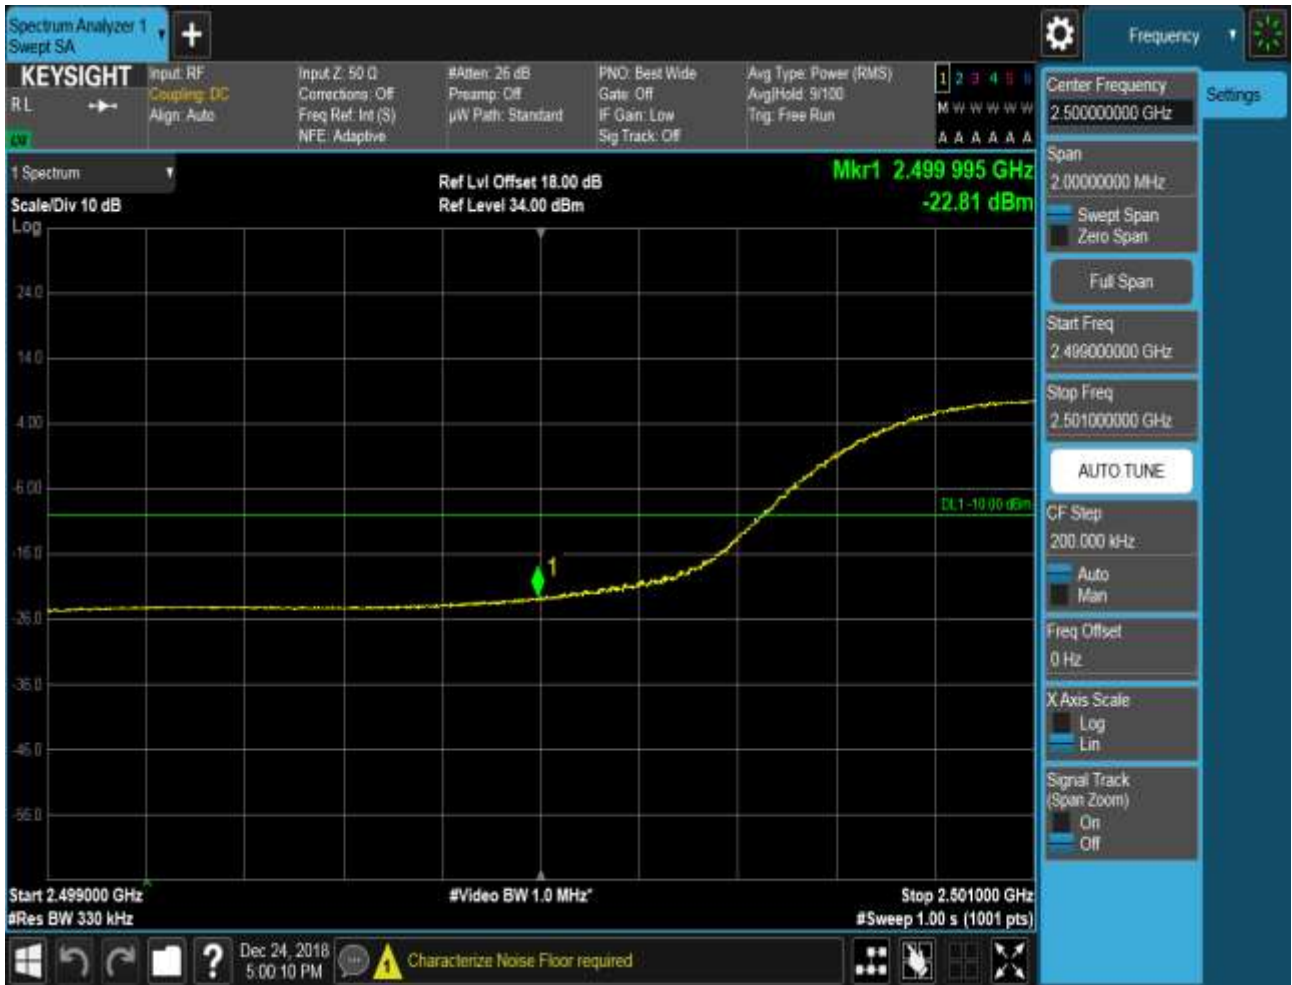 Spectrum Analyzer 1
Swept SA
+
Frequency
KEYSIGHT
R L
Input: RF
Coupling: DC
Align: Auto
Input Z: 50 Ω
Corrections: Off
Freq Ref: Int (S)
NFE: Adaptive
#Atten: 26 dB
Preamp: Off
µW Path: Standard
PNO: Best Wide
Gate: Off
IF Gain: Low
Sig Track: Off
Avg Type: Power (RMS)
Avg|Hold: 9/100
Trig: Free Run
1 2 3 4 5 6
M W W W W W
A A A A A A
1 Spectrum
Scale/Div 10 dB
Log
Ref Lvl Offset 18.00 dB
Ref Level 34.00 dBm
Mkr1 2.499 995 GHz
-22.81 dBm
24.0
14.0
4.00
-6.00
-16.0
-26.0
-36.0
-46.0
-56.0
DL1 -10.00 dBm
1
Start 2.499000 GHz
#Res BW 330 kHz
#Video BW 1.0 MHz*
Stop 2.501000 GHz
#Sweep 1.00 s (1001 pts)
Center Frequency
2.500000000 GHz
Settings
Span
2.00000000 MHz
Swept Span
Zero Span
Full Span
Start Freq
2.499000000 GHz
Stop Freq
2.501000000 GHz
AUTO TUNE
CF Step
200.000 kHz
Auto
Man
Freq Offset
0 Hz
X Axis Scale
Log
Lin
Signal Track
(Span Zoom)
On
Off
?
Dec 24, 2018
5:00:10 PM
1
Characterize Noise Floor required